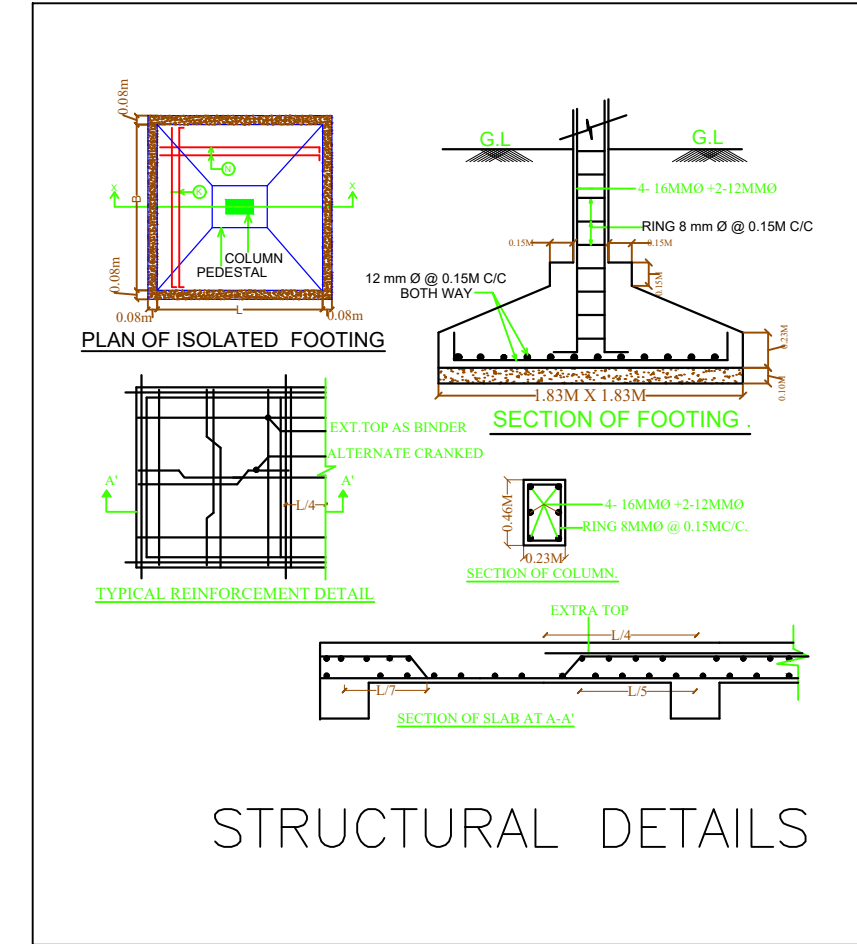 0.08m
N
K
x
x
B
COLUMN
PEDESTAL
0.08m
0.08m
L
0.08m
PLAN OF ISOLATED FOOTING
G.L
G.L
4- 16MMØ +2-12MMØ
RING 8 mm Ø @ 0.15M C/C
0.15M
0.15M
0.15M
12 mm Ø @ 0.15M C/C
BOTH WAY
0.23M
0.10M
1.83M X 1.83M
SECTION OF FOOTING .
EXT.TOP AS BINDER
ALTERNATE CRANKED
A'
A'
L/4
TYPICAL REINFORCEMENT DETAIL
0.46M
4- 16MMØ +2-12MMØ
RING 8MMØ @ 0.15MC/C.
0.23M
SECTION OF COLUMN.
EXTRA TOP
L/4
L/7
L/5
SECTION OF SLAB AT A-A'
STRUCTURAL DETAILS